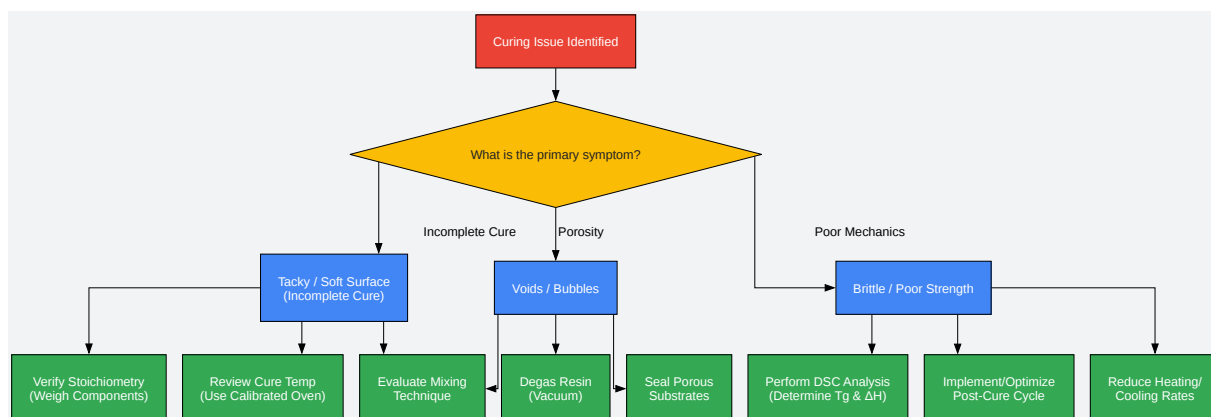 Curing Issue Identified
What is the primary symptom?
Incomplete Cure
Porosity
Poor Mechanics
Tacky / Soft Surface
(Incomplete Cure)
Voids / Bubbles
Brittle / Poor Strength
Verify Stoichiometry
(Weigh Components)
Review Cure Temp
(Use Calibrated Oven)
Evaluate Mixing
Technique
Degas Resin
(Vacuum)
Seal Porous
Substrates
Perform DSC Analysis
(Determine Tg & ΔH)
Implement/Optimize
Post-Cure Cycle
Reduce Heating/
Cooling Rates